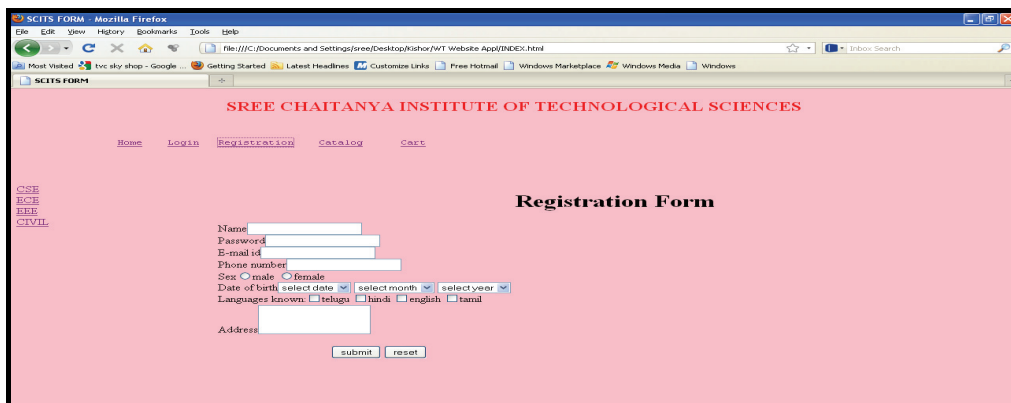 SCITS FORM - Mozilla Firefox
File Edit View History Bookmarks Tools Help
file:///C:/Documents and Settings/sree/Desktop/Kishor/WT Website Appl/INDEX.html
Inbox Search
Most Visited tvc sky shop - Google ... Getting Started Latest Headlines Customize Links Free Hotmail Windows Marketplace Windows Media Windows
SCITS FORM
SREE CHAITANYA INSTITUTE OF TECHNOLOGICAL SCIENCES
Home Login Registration Catalog Cart
CSE
ECE
EEE
CIVIL
Registration Form
Name
Password
E-mail id
Phone number
Sex male female
Date of birth select date select month select year
Languages known: telugu hindi english tamil
Address
submit reset